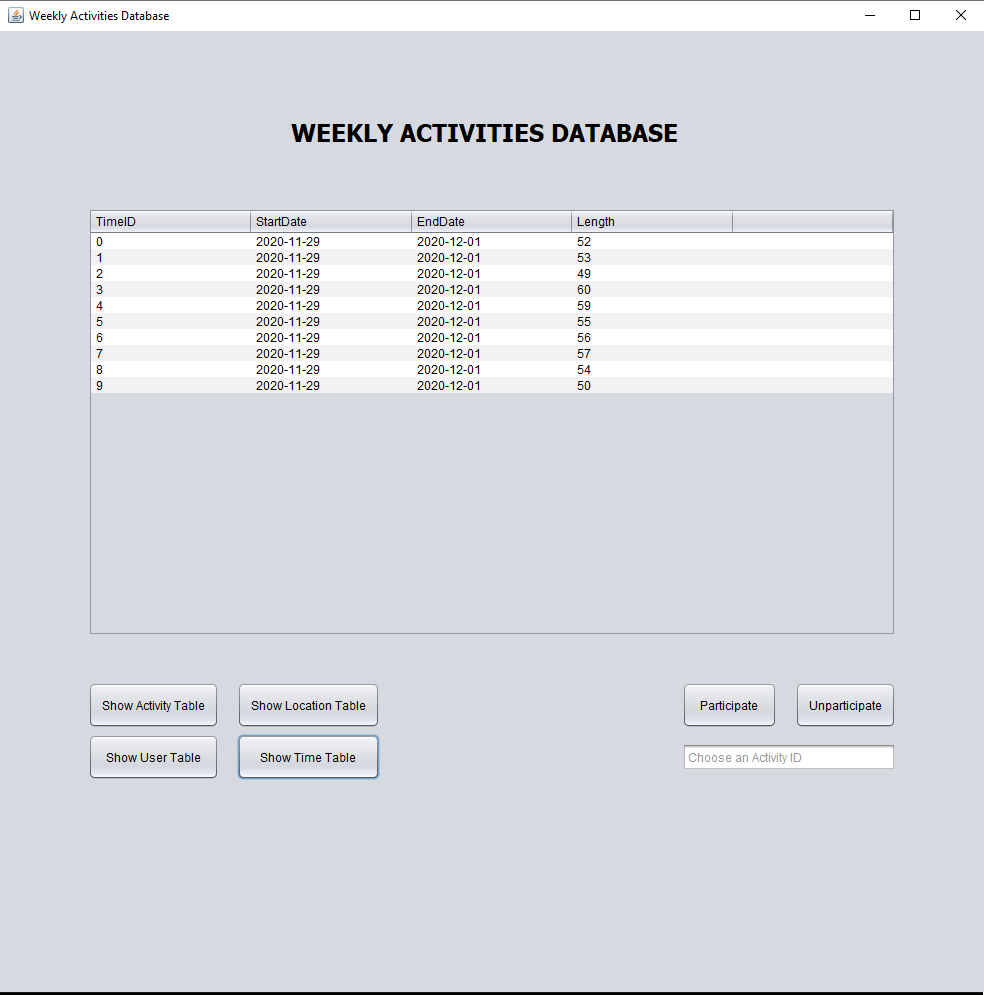 Weekly Activities Database
WEEKLY ACTIVITIES DATABASE
TimeID StartDate EndDate Length
0 2020-11-29 2020-12-01 52
1 2020-11-29 2020-12-01 53
2 2020-11-29 2020-12-01 49
3 2020-11-29 2020-12-01 60
4 2020-11-29 2020-12-01 59
5 2020-11-29 2020-12-01 55
6 2020-11-29 2020-12-01 56
7 2020-11-29 2020-12-01 57
8 2020-11-29 2020-12-01 54
9 2020-11-29 2020-12-01 50
Show Activity Table Show Location Table Participate Unparticipate
Show User Table Show Time Table Choose an Activity ID